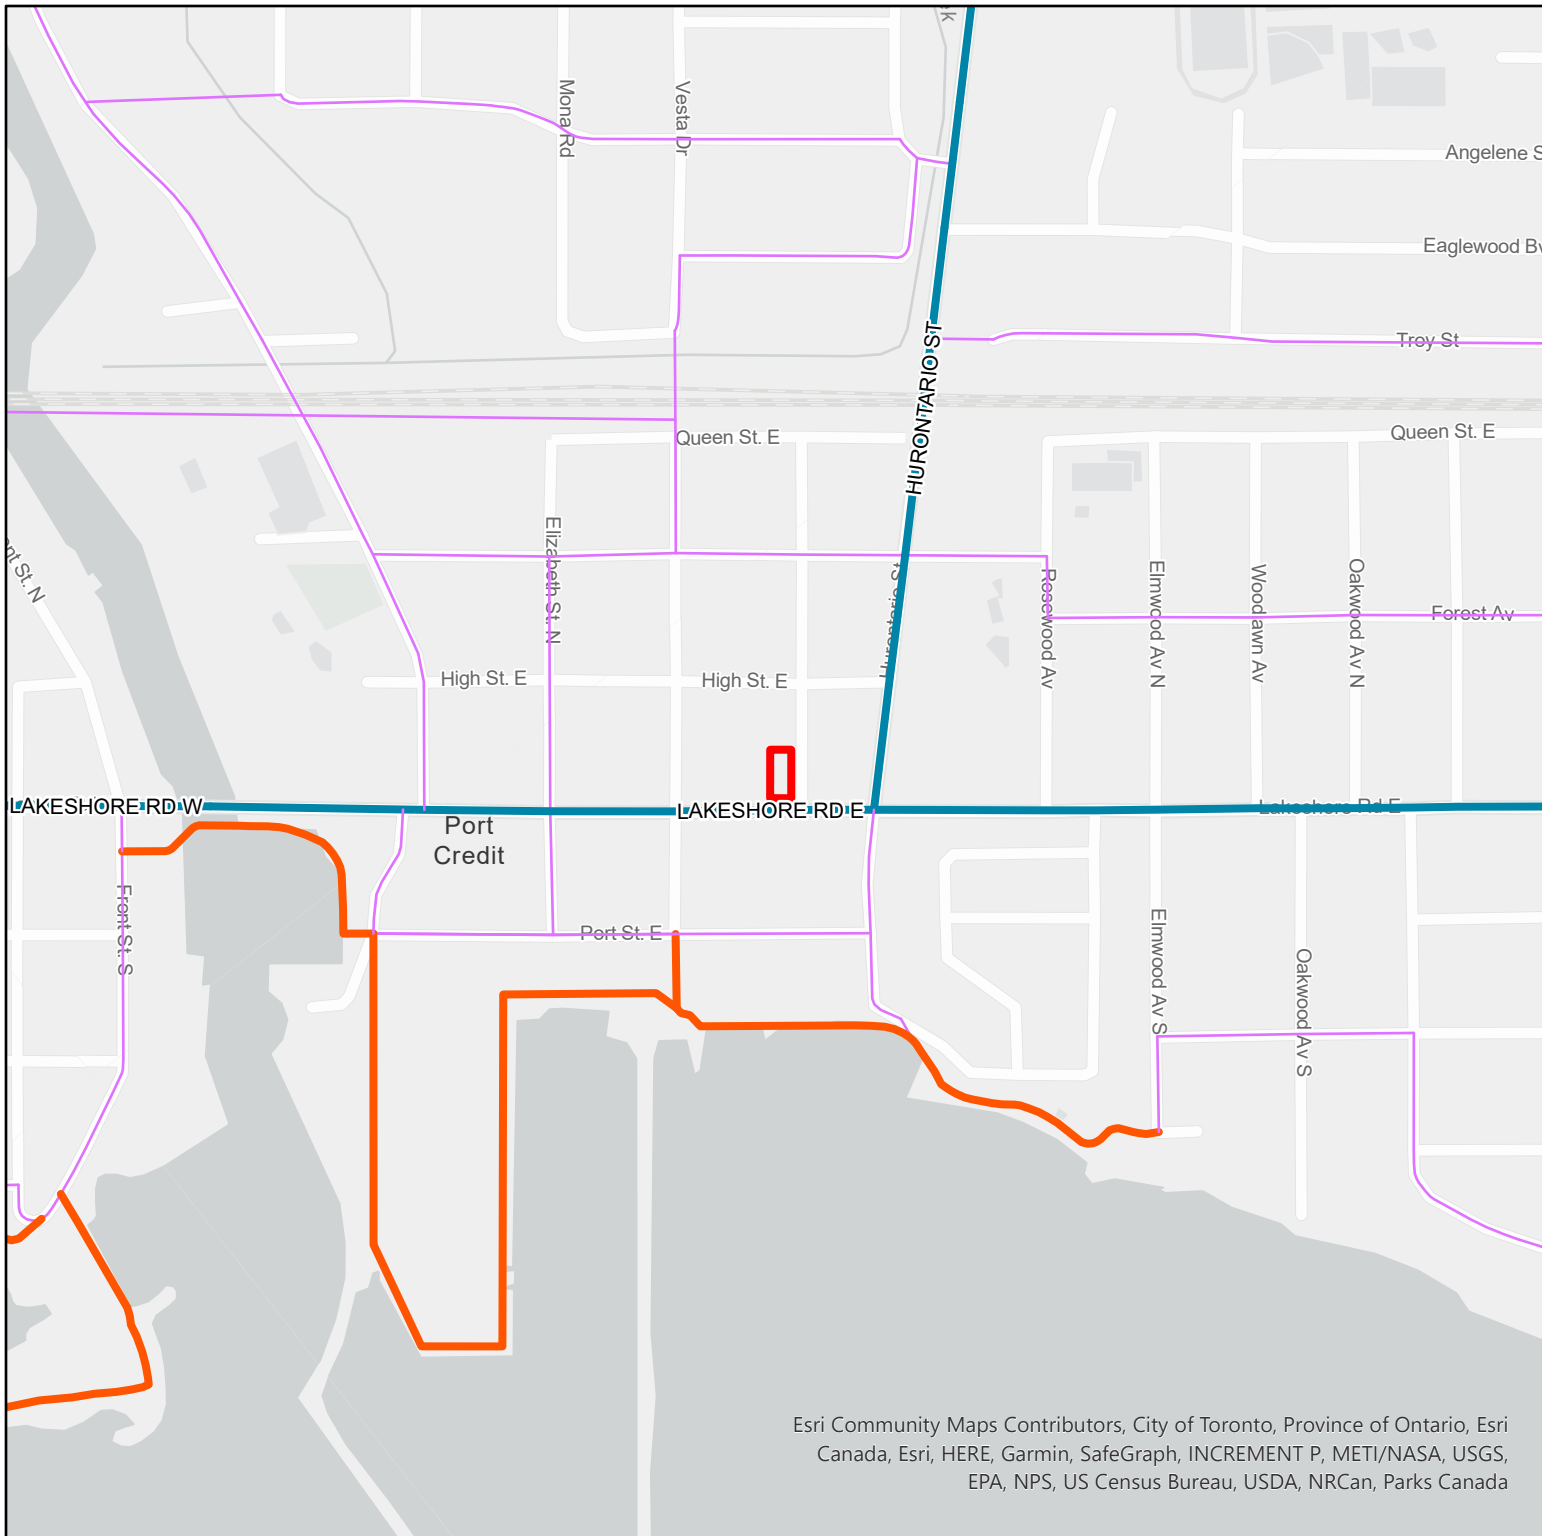 Mona Rd
Vesta Dr
Angelene S
Eaglewood Bv
Troy St
HURONTARIO ST
Queen St. E
Queen St. E
Elizabeth St. N
Rosewood Av
Elmwood Av N
Woodlawn Av
Oakwood Av N
Forest Av
High St. E
High St. E
LAKESHORE RD W
LAKESHORE RD E
Lakeshore Rd E
Port
Credit
Front St. S
Port St. E
Elmwood Av S
Oakwood Av S
Esri Community Maps Contributors, City of Toronto, Province of Ontario, Esri
Canada, Esri, HERE, Garmin, SafeGraph, INCREMENT P, METI/NASA, USGS,
EPA, NPS, US Census Bureau, USDA, NRCan, Parks Canada